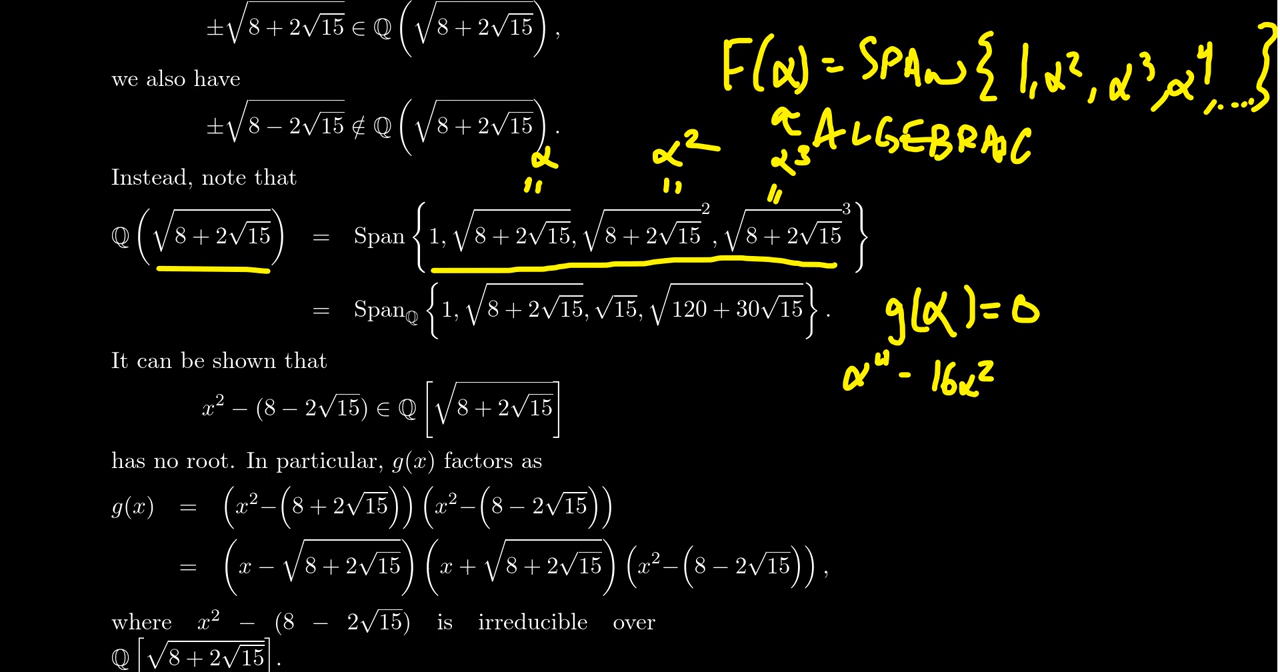 ±√(8 + 2√15) ∈ ℚ(√(8 + 2√15)),
we also have
±√(8 − 2√15) ∉ ℚ(√(8 + 2√15)).
Instead, note that
ℚ(√(8 + 2√15)) = Span{1, √(8 + 2√15), √(8 + 2√15)², √(8 + 2√15)³}
= Span_ℚ{1, √(8 + 2√15), √15, √(120 + 30√15)}.
It can be shown that
x² − (8 − 2√15) ∈ ℚ[√(8 + 2√15)]
has no root. In particular, g(x) factors as
g(x) = (x²−(8 + 2√15))(x²−(8 − 2√15))
= (x − √(8 + 2√15))(x + √(8 + 2√15))(x²−(8 − 2√15)),
where x² − (8 − 2√15) is irreducible over
ℚ[√(8 + 2√15)].
F(α) = SPAN{1, α², α³, α⁴, ....}
ALGEBRAIC
α
"
α²
"
α³
"
g(α) = 0
α⁴ − 16α²